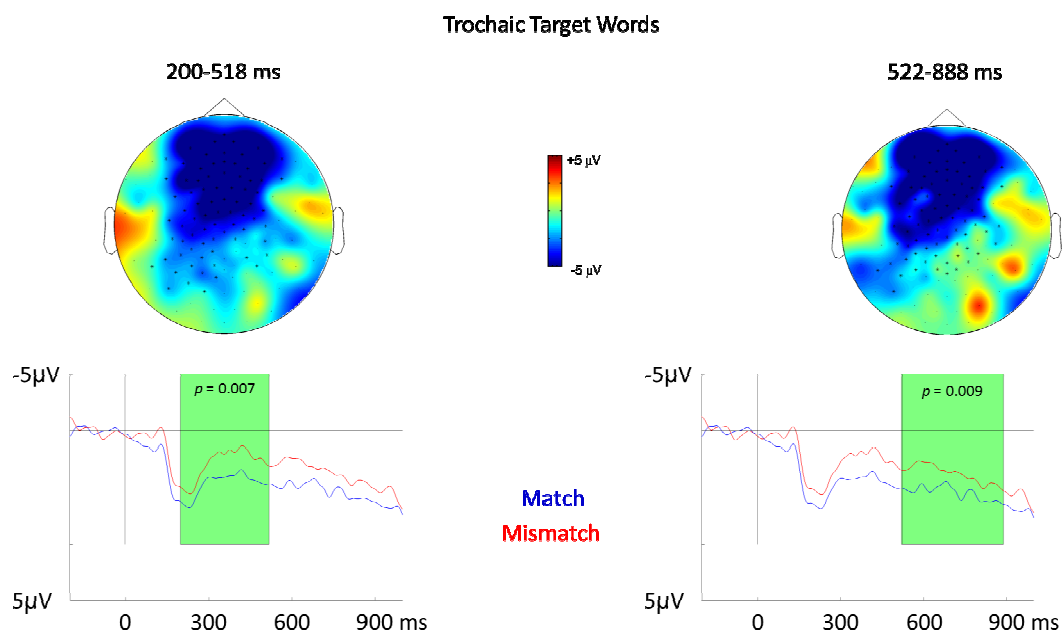 Trochaic Target Words
200-518 ms
522-888 ms
+5 µV
-5 µV
-5µV
p = 0.007
5µV
0 300 600 900 ms
Match
Mismatch
-5µV
p = 0.009
5µV
0 300 600 900 ms